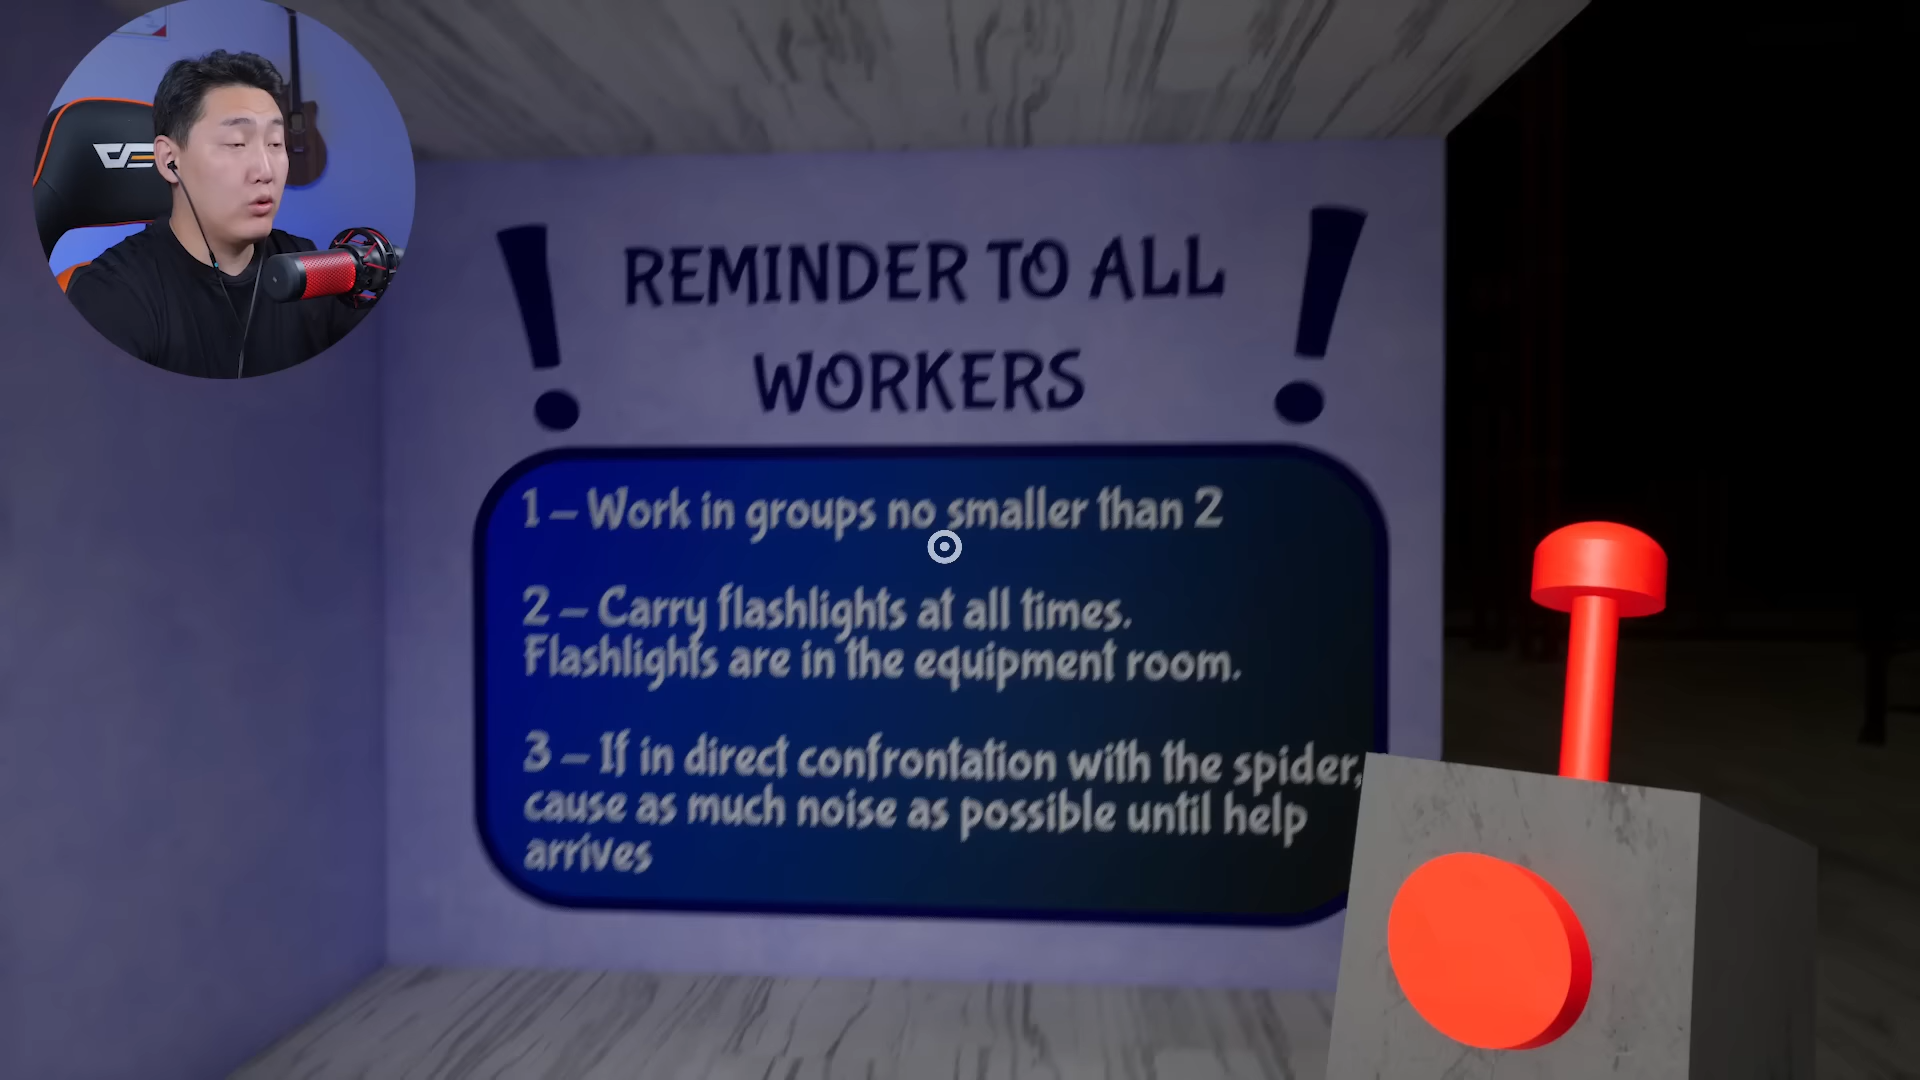 ! REMINDER TO ALL !
WORKERS
1 – Work in groups no smaller than 2
2 – Carry flashlights at all times.
Flashlights are in the equipment room.
3 – If in direct confrontation with the spider,
cause as much noise as possible until help
arrives